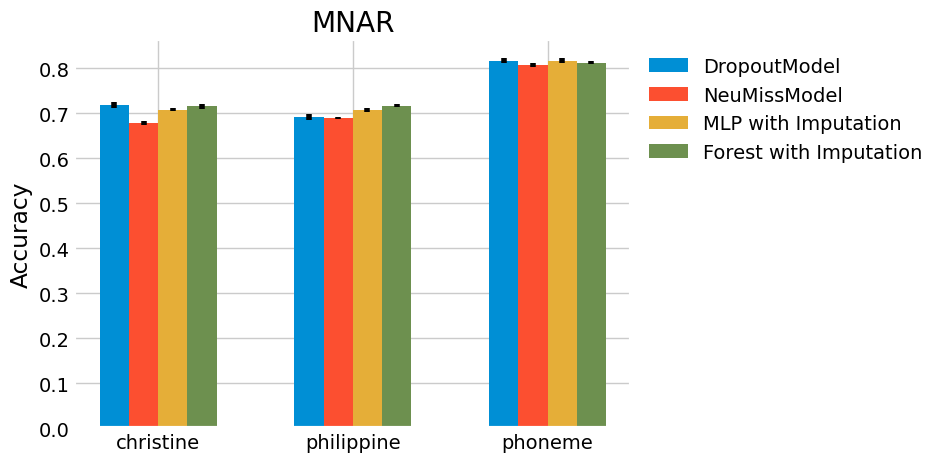 MNAR
Accuracy
0.8
0.7
0.6
0.5
0.4
0.3
0.2
0.1
0.0
christine
philippine
phoneme
DropoutModel
NeuMissModel
MLP with Imputation
Forest with Imputation